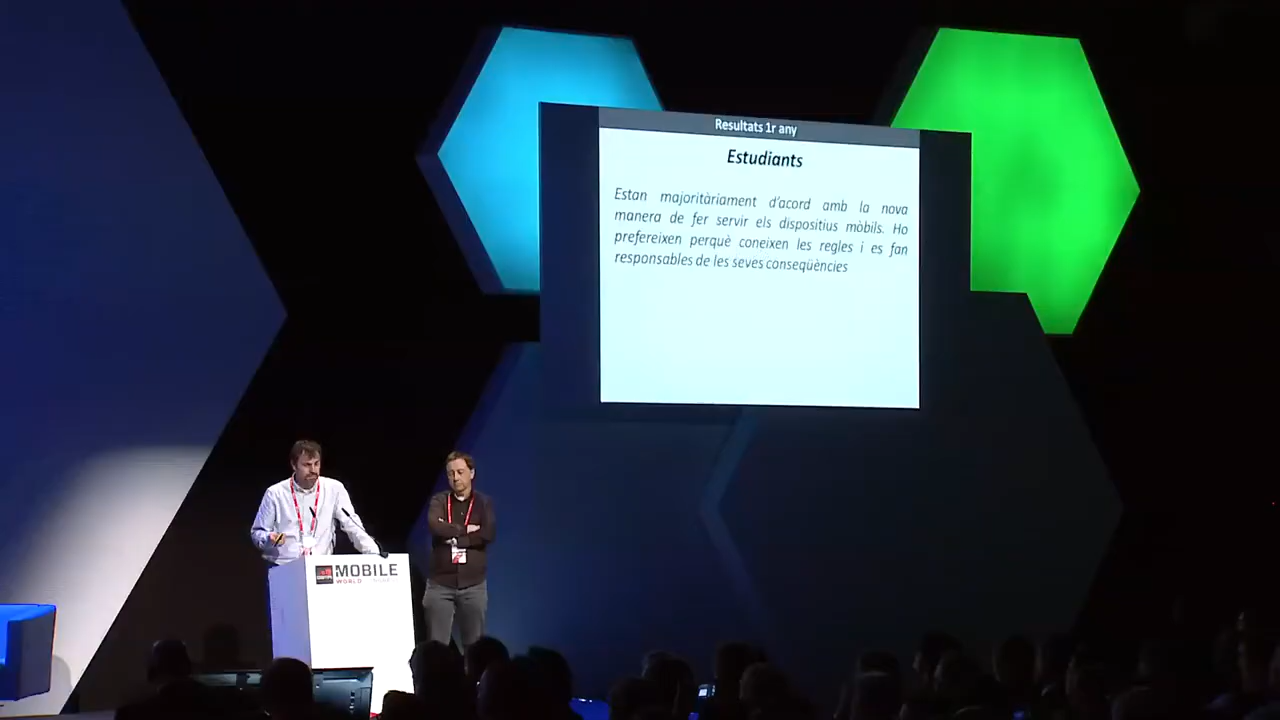 Resultats 1r any
Estudiants
Estan majoritàriament d'acord amb la nova
manera de fer servir els dispositius mòbils. Ho
prefereixen perquè coneixen les regles i es fan
responsables de les seves conseqüències
MOBILE
WORLD